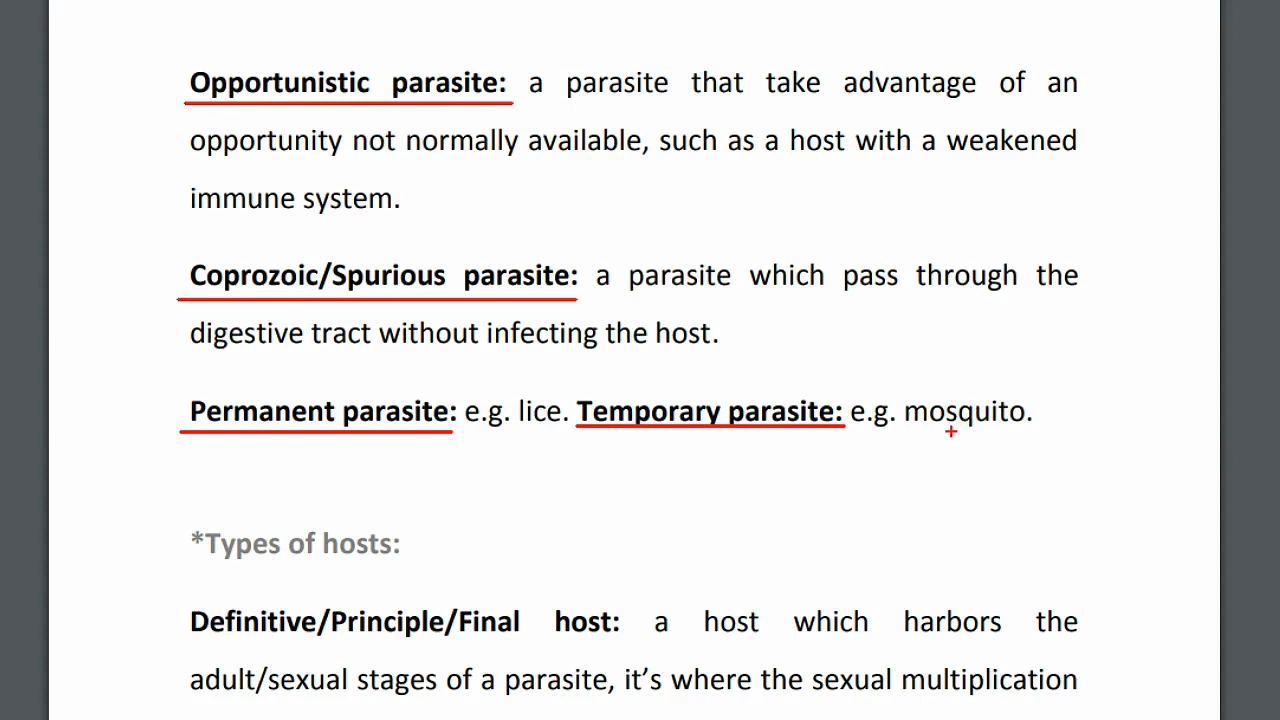 Opportunistic parasite: a parasite that take advantage of an
opportunity not normally available, such as a host with a weakened
immune system.
Coprozoic/Spurious parasite: a parasite which pass through the
digestive tract without infecting the host.
Permanent parasite: e.g. lice. Temporary parasite: e.g. mosquito.
*Types of hosts:
Definitive/Principle/Final host: a host which harbors the
adult/sexual stages of a parasite, it’s where the sexual multiplication